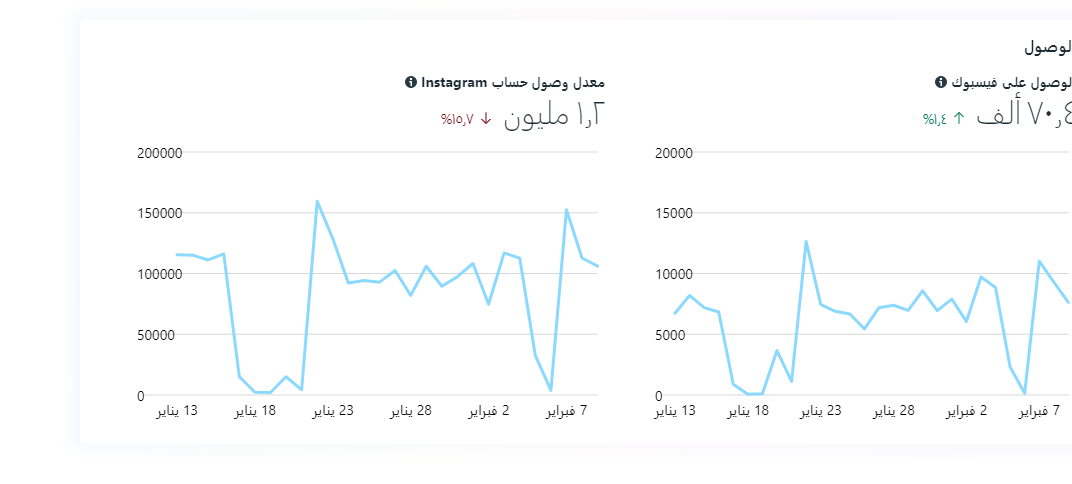 لوصول
لوصول على فيسبوك
٧٠٫٤ ألف ↑ %١٫٤
20000
15000
10000
5000
0
13 يناير 18 يناير 23 يناير 28 يناير 2 فبراير 7 فبراير
معدل وصول حساب Instagram
١٫٢ مليون ↓ %١٥٫٧
200000
150000
100000
50000
0
13 يناير 18 يناير 23 يناير 28 يناير 2 فبراير 7 فبراير